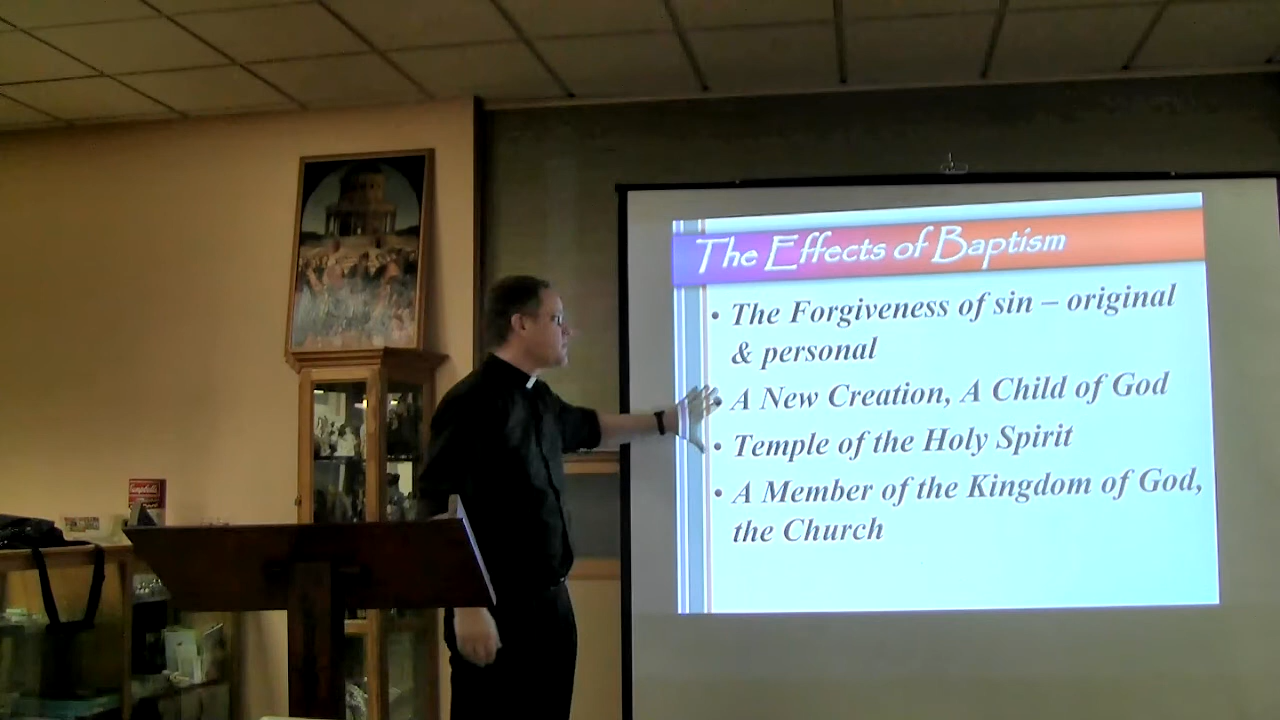 The Effects of Baptism
• The Forgiveness of sin – original
& personal
• A New Creation, A Child of God
• Temple of the Holy Spirit
• A Member of the Kingdom of God,
the Church
Campbell's